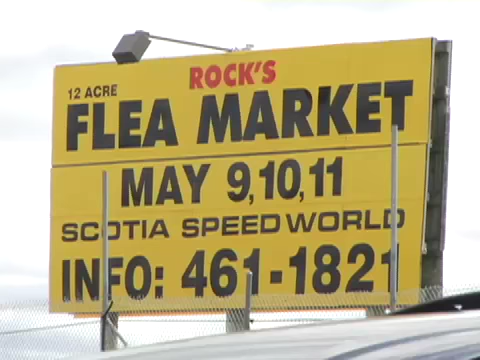 ROCK'S
12 ACRE
FLEA MARKET
MAY 9,10,11
SCOTIA SPEEDWORLD
INFO: 461-1821